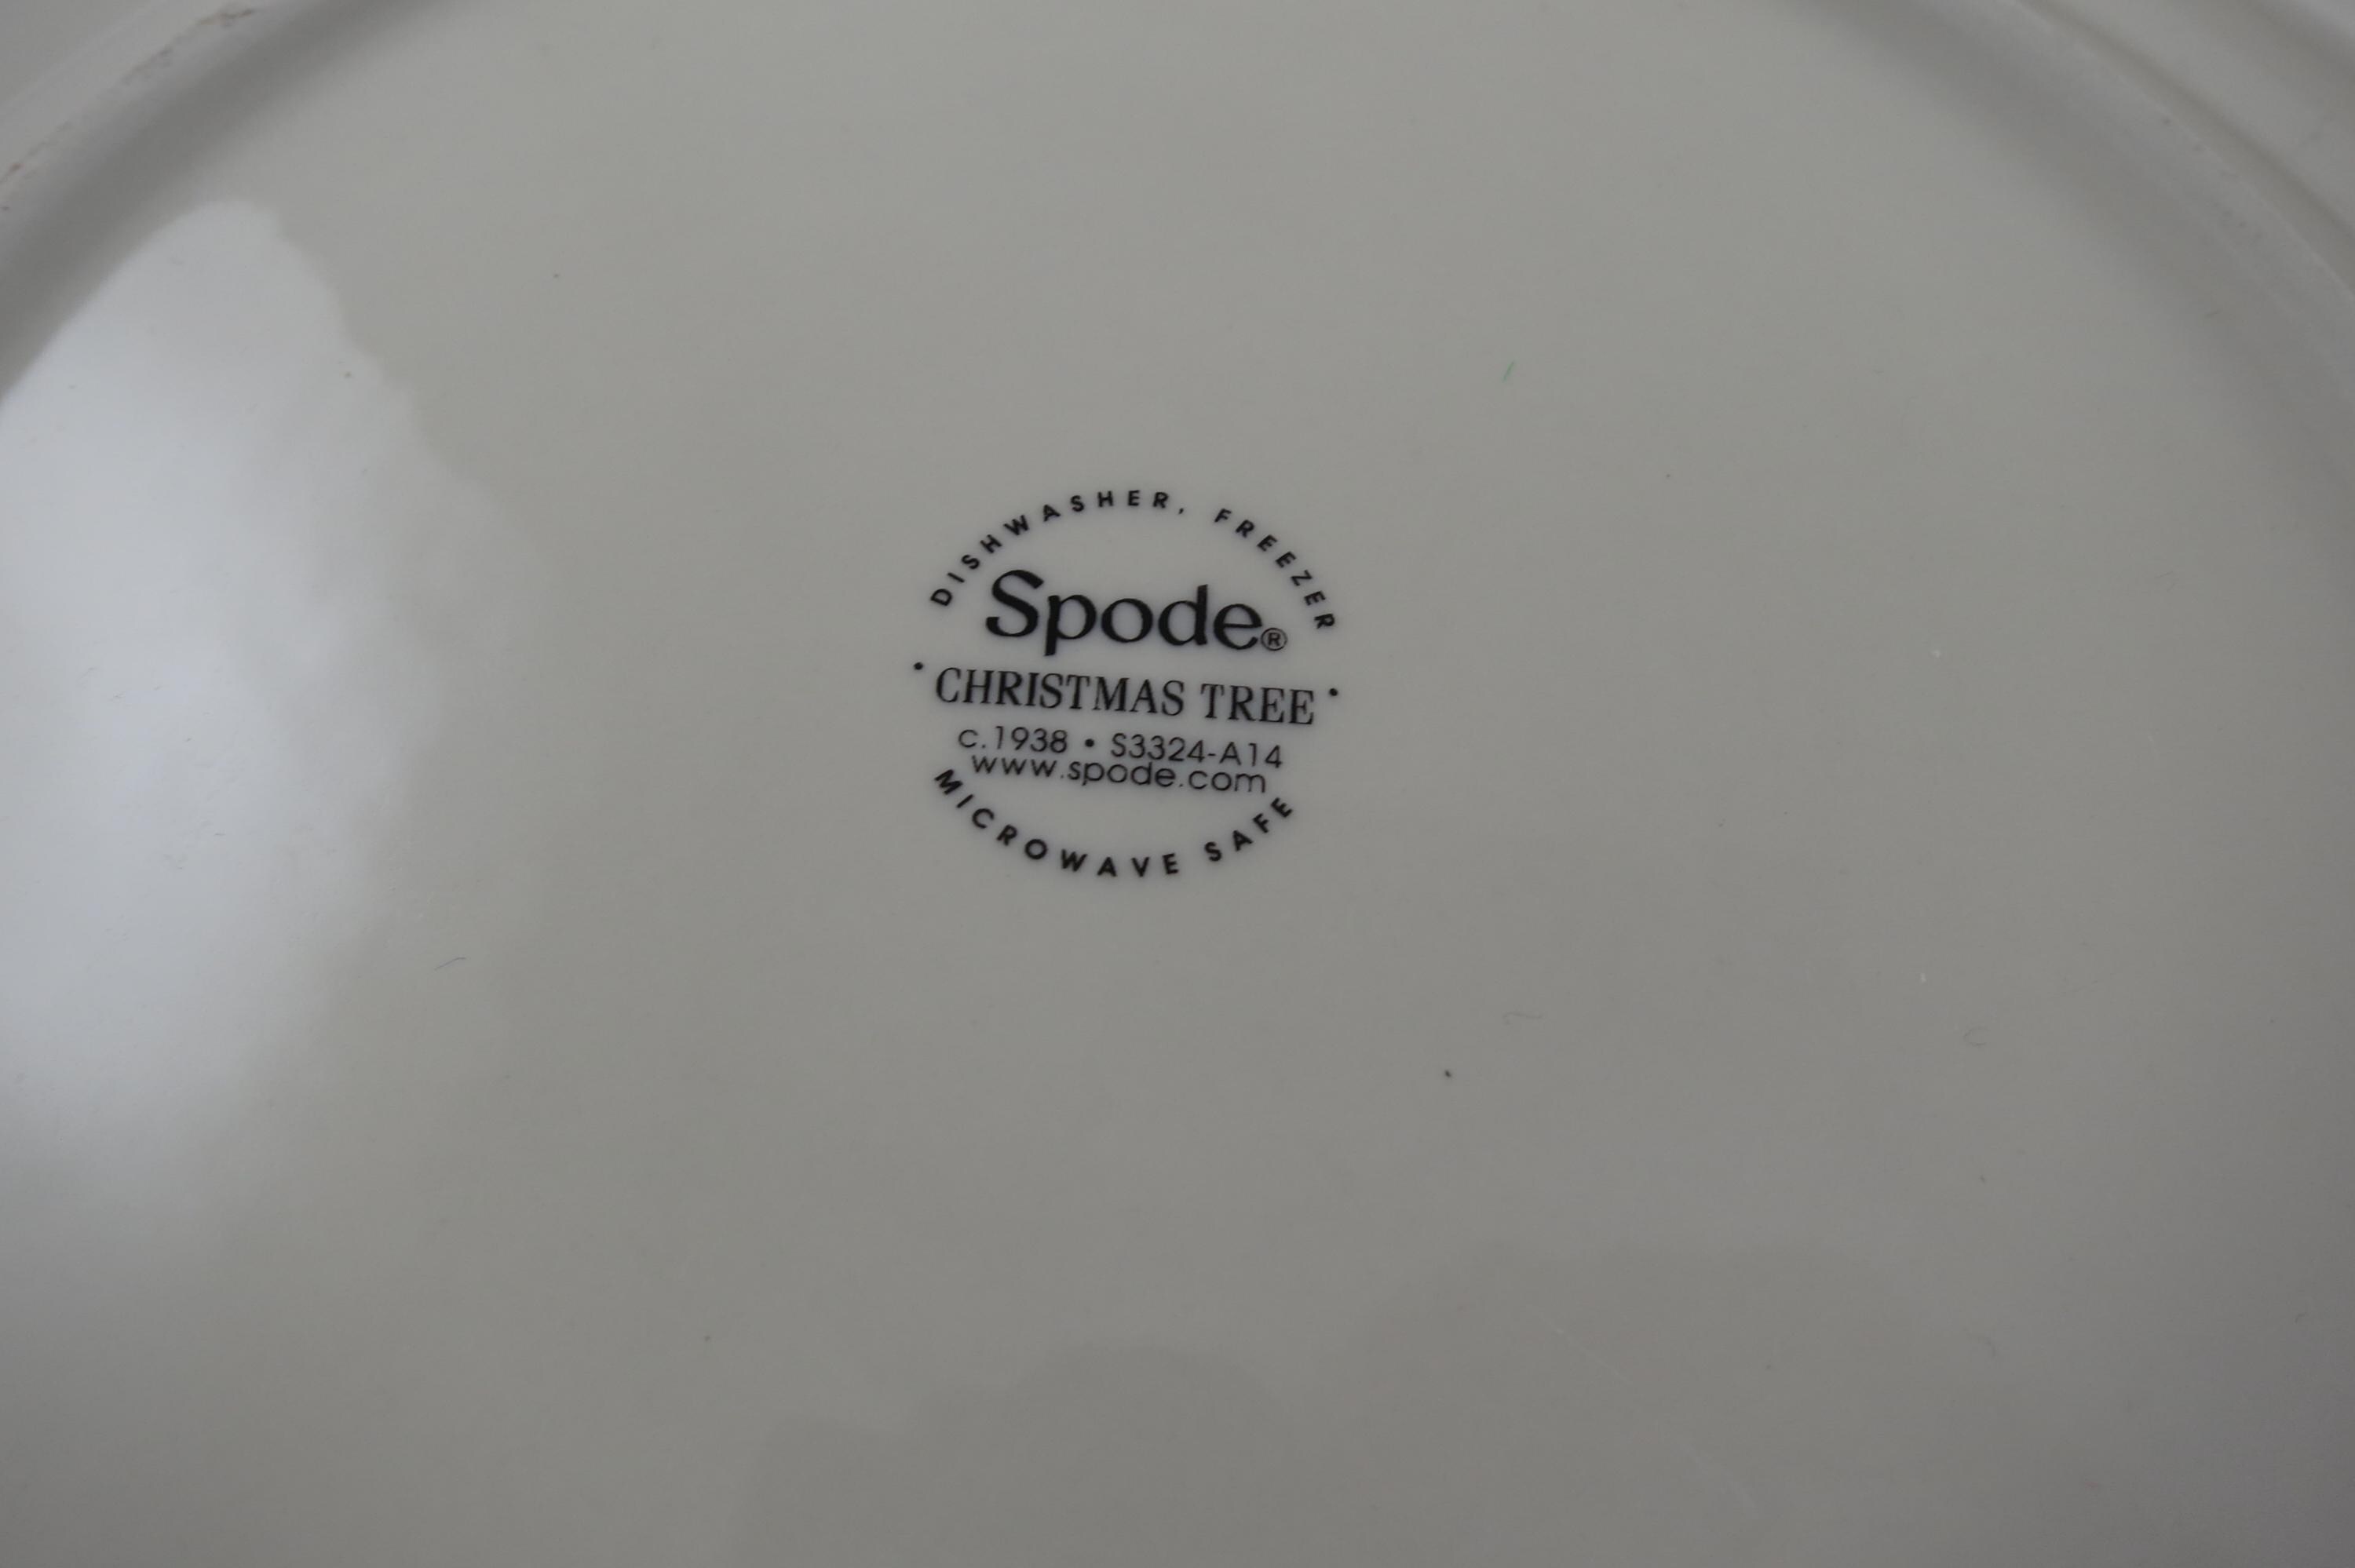 DISHWASHER, FREEZER
Spode®
• CHRISTMAS TREE •
c.1938 • S3324-A14
www.spode.com
MICROWAVE SAFE